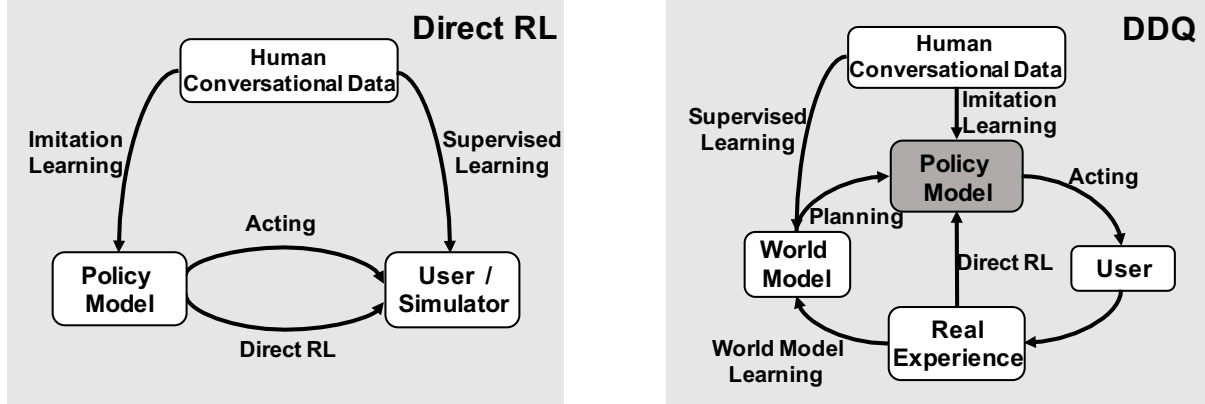 Direct RL
Human
Conversational Data
Imitation
Learning
Supervised
Learning
Acting
Policy
Model
User /
Simulator
Direct RL
DDQ
Human
Conversational Data
Supervised
Learning
Imitation
Learning
Policy
Model
Acting
Planning
World
Model
Direct RL
User
Real
Experience
World Model
Learning